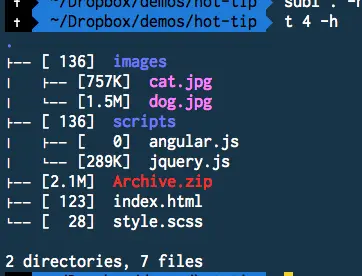 ~/Dropbox/demos/hot-tip subl .
~/Dropbox/demos/hot-tip t 4 -h
.
├── [ 136] images
|   ├── [757K] cat.jpg
|   └── [1.5M] dog.jpg
├── [ 136] scripts
|   ├── [   0] angular.js
|   └── [289K] jquery.js
├── [2.1M] Archive.zip
├── [ 123] index.html
└── [  28] style.scss
2 directories, 7 files